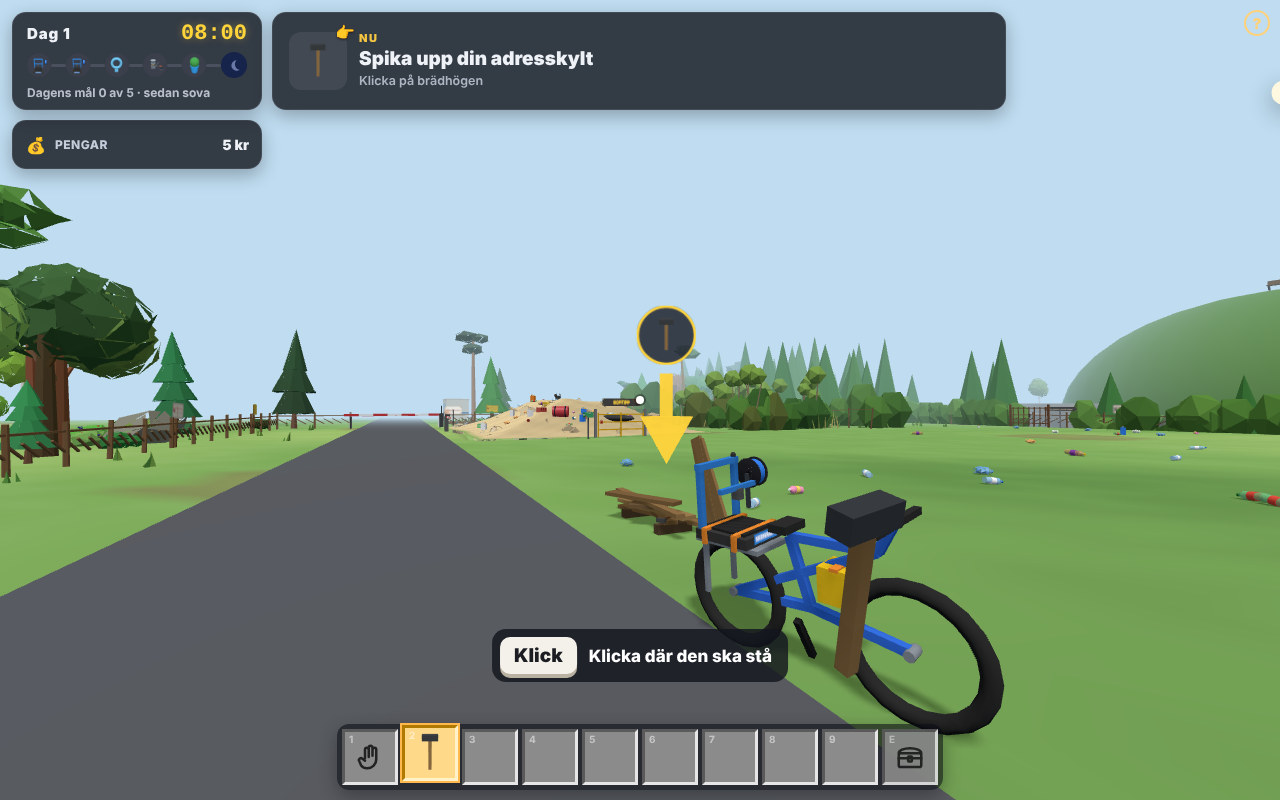 Dag 1
08:00
Dagens mål 0 av 5 · sedan sova
PENGAR
5 kr
NU
Spika upp din adresskylt
Klicka på brädhögen
Klick
Klicka där den ska stå
1
2
3
4
5
6
7
8
9
E